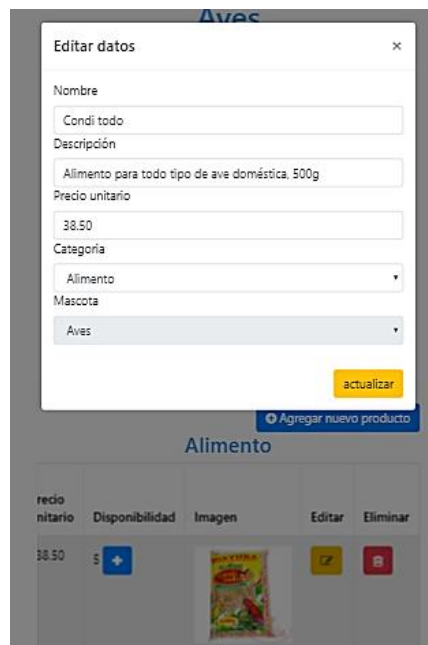 Aves
Editar datos ×
Nombre
Condi todo
Descripción
Alimento para todo tipo de ave doméstica, 500g
Precio unitario
38.50
Categoria
Alimento
Mascota
Aves
actualizar
Agregar nuevo producto
Alimento
recio
nitario Disponibilidad Imagen Editar Eliminar
38.50 5